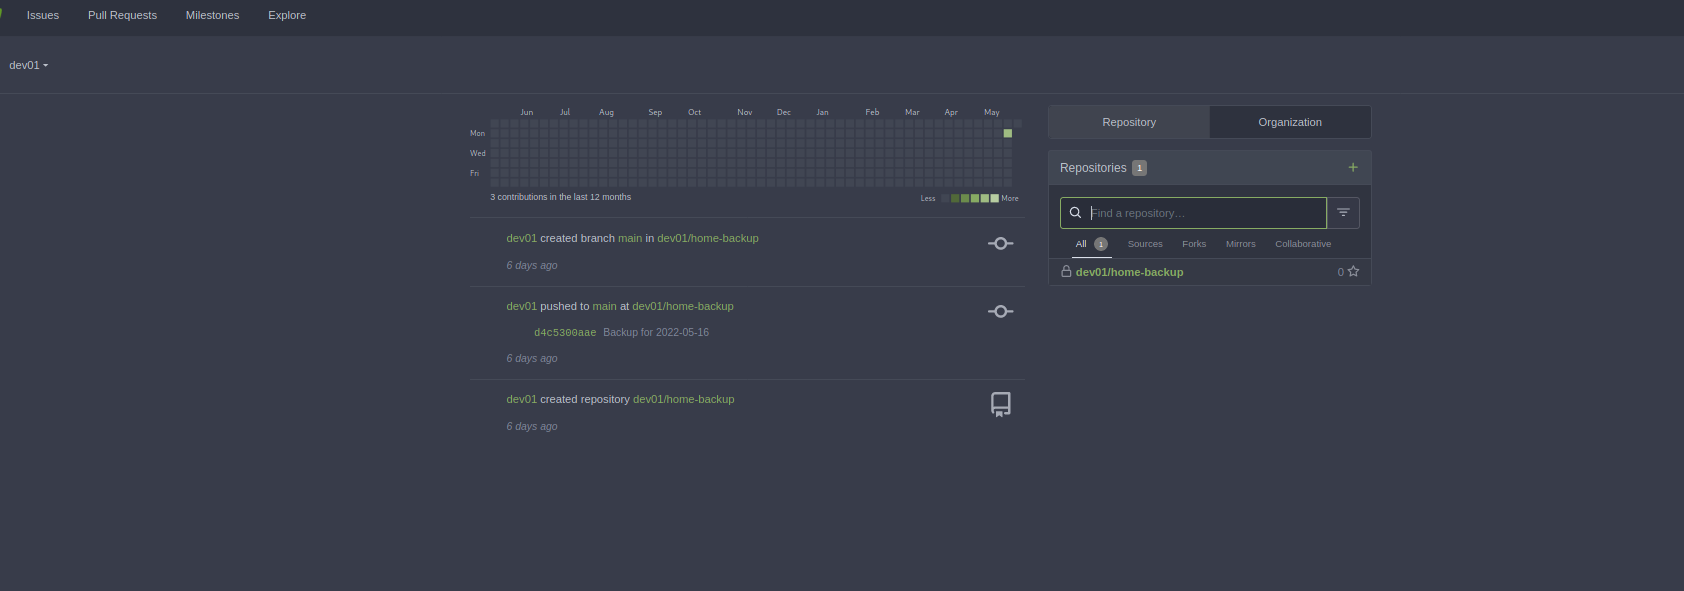 Issues Pull Requests Milestones Explore
dev01
Jun Jul Aug Sep Oct Nov Dec Jan Feb Mar Apr May
Mon
Wed
Fri
3 contributions in the last 12 months
Less More
dev01 created branch main in dev01/home-backup
6 days ago
dev01 pushed to main at dev01/home-backup
d4c5300aae Backup for 2022-05-16
6 days ago
dev01 created repository dev01/home-backup
6 days ago
Repository Organization
Repositories 1
Find a repository…
All 1 Sources Forks Mirrors Collaborative
dev01/home-backup 0